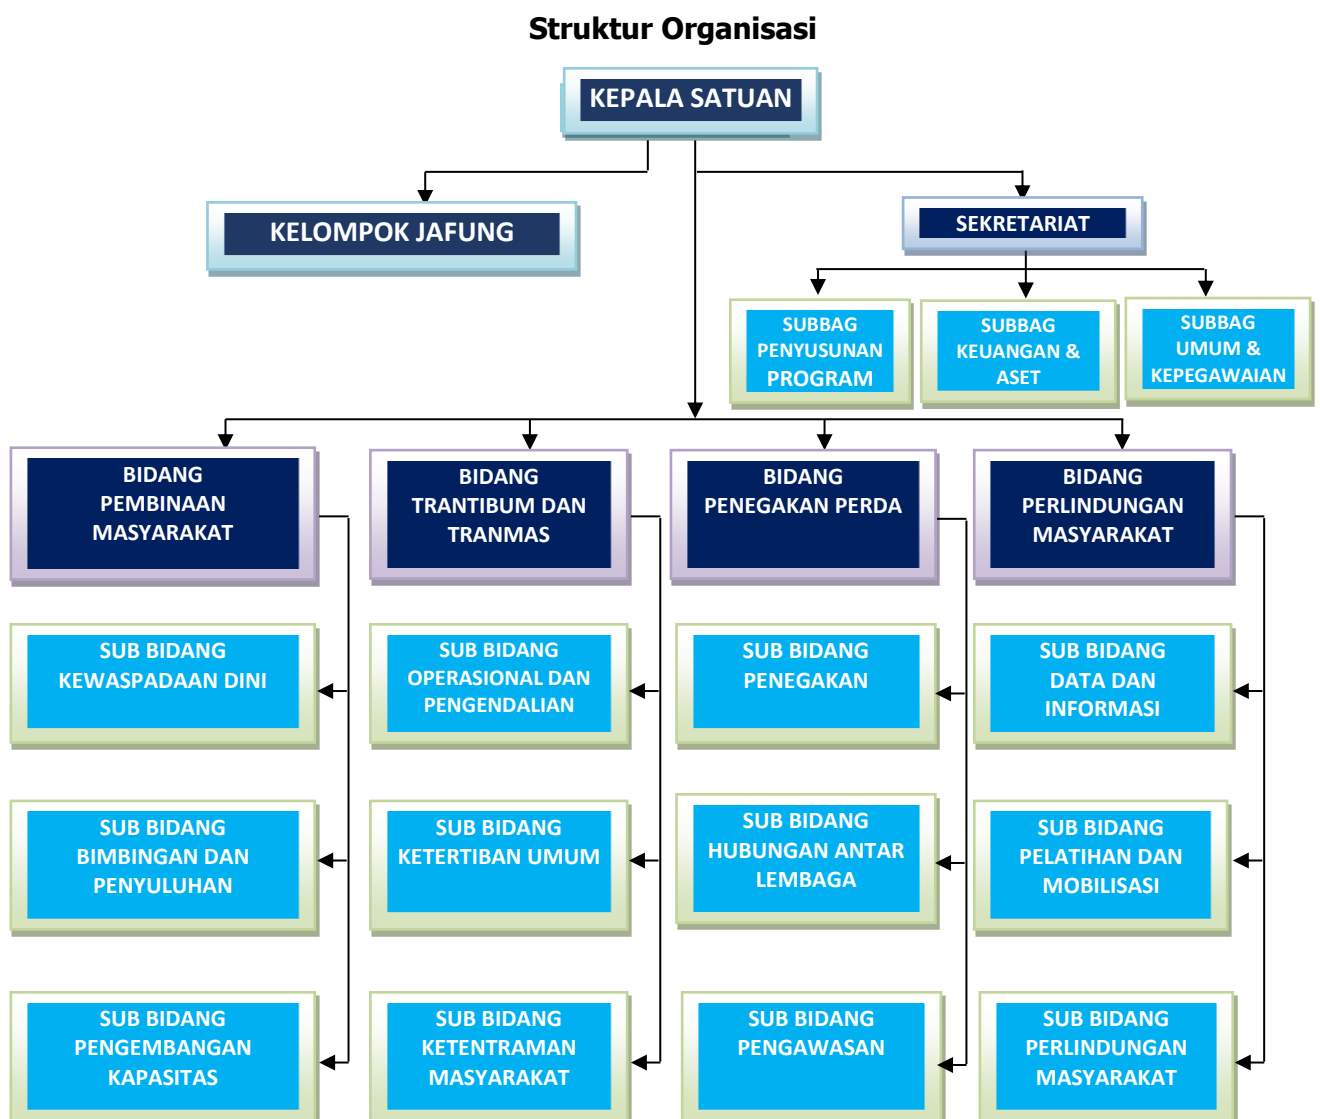 Struktur Organisasi
KEPALA SATUAN
KELOMPOK JAFUNG
SEKRETARIAT
SUBBAG
PENYUSUNAN
PROGRAM
SUBBAG
KEUANGAN &
ASET
SUBBAG
UMUM &
KEPEGAWAIAN
BIDANG
PEMBINAAN
MASYARAKAT
BIDANG
TRANTIBUM DAN
TRANMAS
BIDANG
PENEGAKAN PERDA
BIDANG
PERLINDUNGAN
MASYARAKAT
SUB BIDANG
KEWASPADAAN DINI
SUB BIDANG
OPERASIONAL DAN
PENGENDALIAN
SUB BIDANG
PENEGAKAN
SUB BIDANG
DATA DAN
INFORMASI
SUB BIDANG
BIMBINGAN DAN
PENYULUHAN
SUB BIDANG
KETERTIBAN UMUM
SUB BIDANG
HUBUNGAN ANTAR
LEMBAGA
SUB BIDANG
PELATIHAN DAN
MOBILISASI
SUB BIDANG
PENGEMBANGAN
KAPASITAS
SUB BIDANG
KETENTRAMAN
MASYARAKAT
SUB BIDANG
PENGAWASAN
SUB BIDANG
PERLINDUNGAN
MASYARAKAT